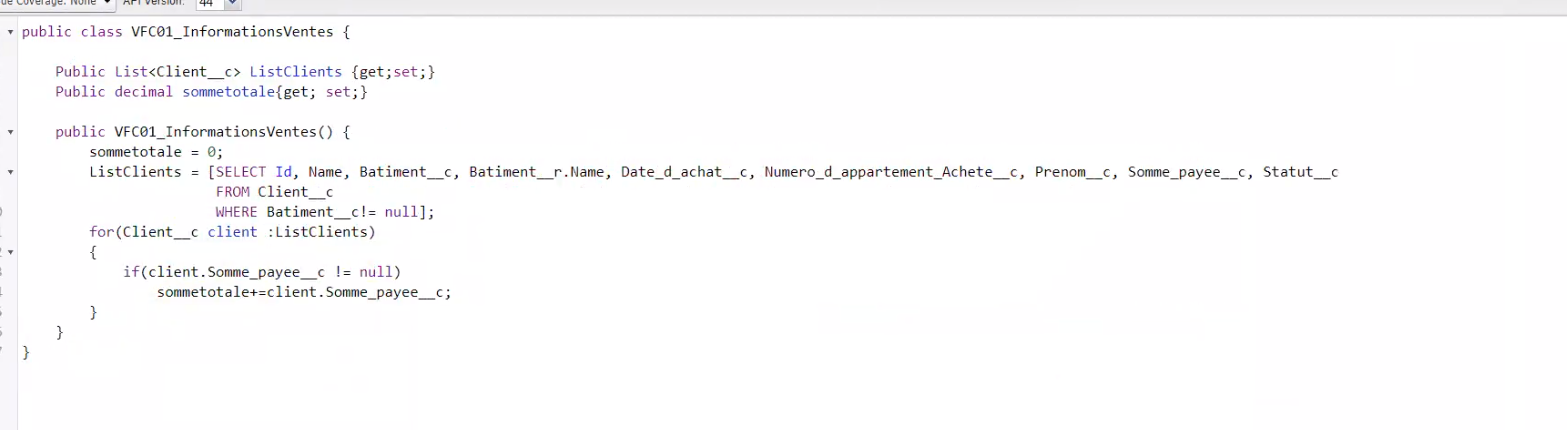 de Coverage: None API Version: 44
public class VFC01_InformationsVentes {
Public List<Client__c> ListClients {get;set;}
Public decimal sommetotale{get; set;}
public VFC01_InformationsVentes() {
sommetotale = 0;
ListClients = [SELECT Id, Name, Batiment__c, Batiment__r.Name, Date_d_achat__c, Numero_d_appartement_Achete__c, Prenom__c, Somme_payee__c, Statut__c
FROM Client__c
WHERE Batiment__c!= null];
for(Client__c client :ListClients)
{
if(client.Somme_payee__c != null)
sommetotale+=client.Somme_payee__c;
}
}
}